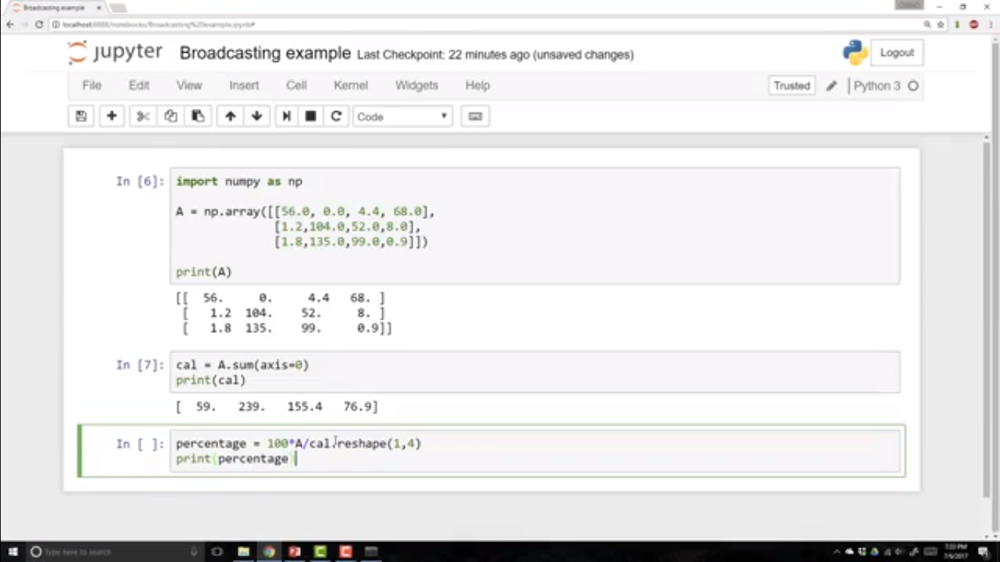 Broadcasting example
localhost:8888/notebooks/Broadcasting%20example.ipynb#
jupyter Broadcasting example Last Checkpoint: 22 minutes ago (unsaved changes)
Logout
File Edit View Insert Cell Kernel Widgets Help
Trusted Python 3
Code
In [6]: import numpy as np
A = np.array([[56.0, 0.0, 4.4, 68.0],
[1.2,104.0,52.0,8.0],
[1.8,135.0,99.0,0.9]])
print(A)
[[ 56. 0. 4.4 68. ]
[ 1.2 104. 52. 8. ]
[ 1.8 135. 99. 0.9]]
In [7]: cal = A.sum(axis=0)
print(cal)
[ 59. 239. 155.4 76.9]
In [ ]: percentage = 100*A/cal.reshape(1,4)
print(percentage)
Type here to search
7/6/2017